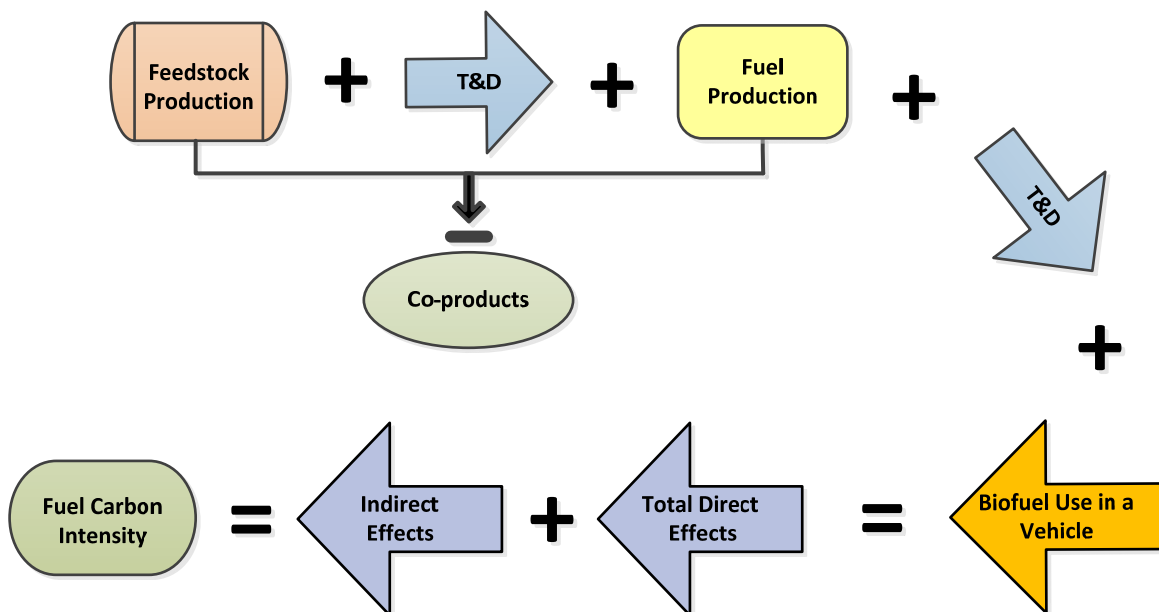 Feedstock
Production
+
T&D
+
Fuel
Production
+
T&D
Co-products
+
Fuel Carbon
Intensity
=
Indirect
Effects
+
Total Direct
Effects
=
Biofuel Use in a
Vehicle